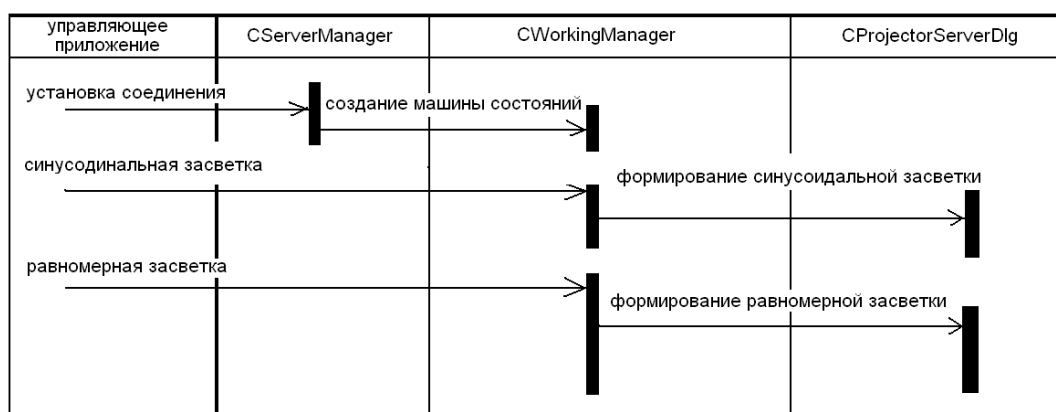 управляющее
приложение
CServerManager
CWorkingManager
CProjectorServerDlg
установка соединения
создание машины состояний
синусодинальная засветка
формирование синусоидальной засветки
равномерная засветка
формирование равномерной засветки